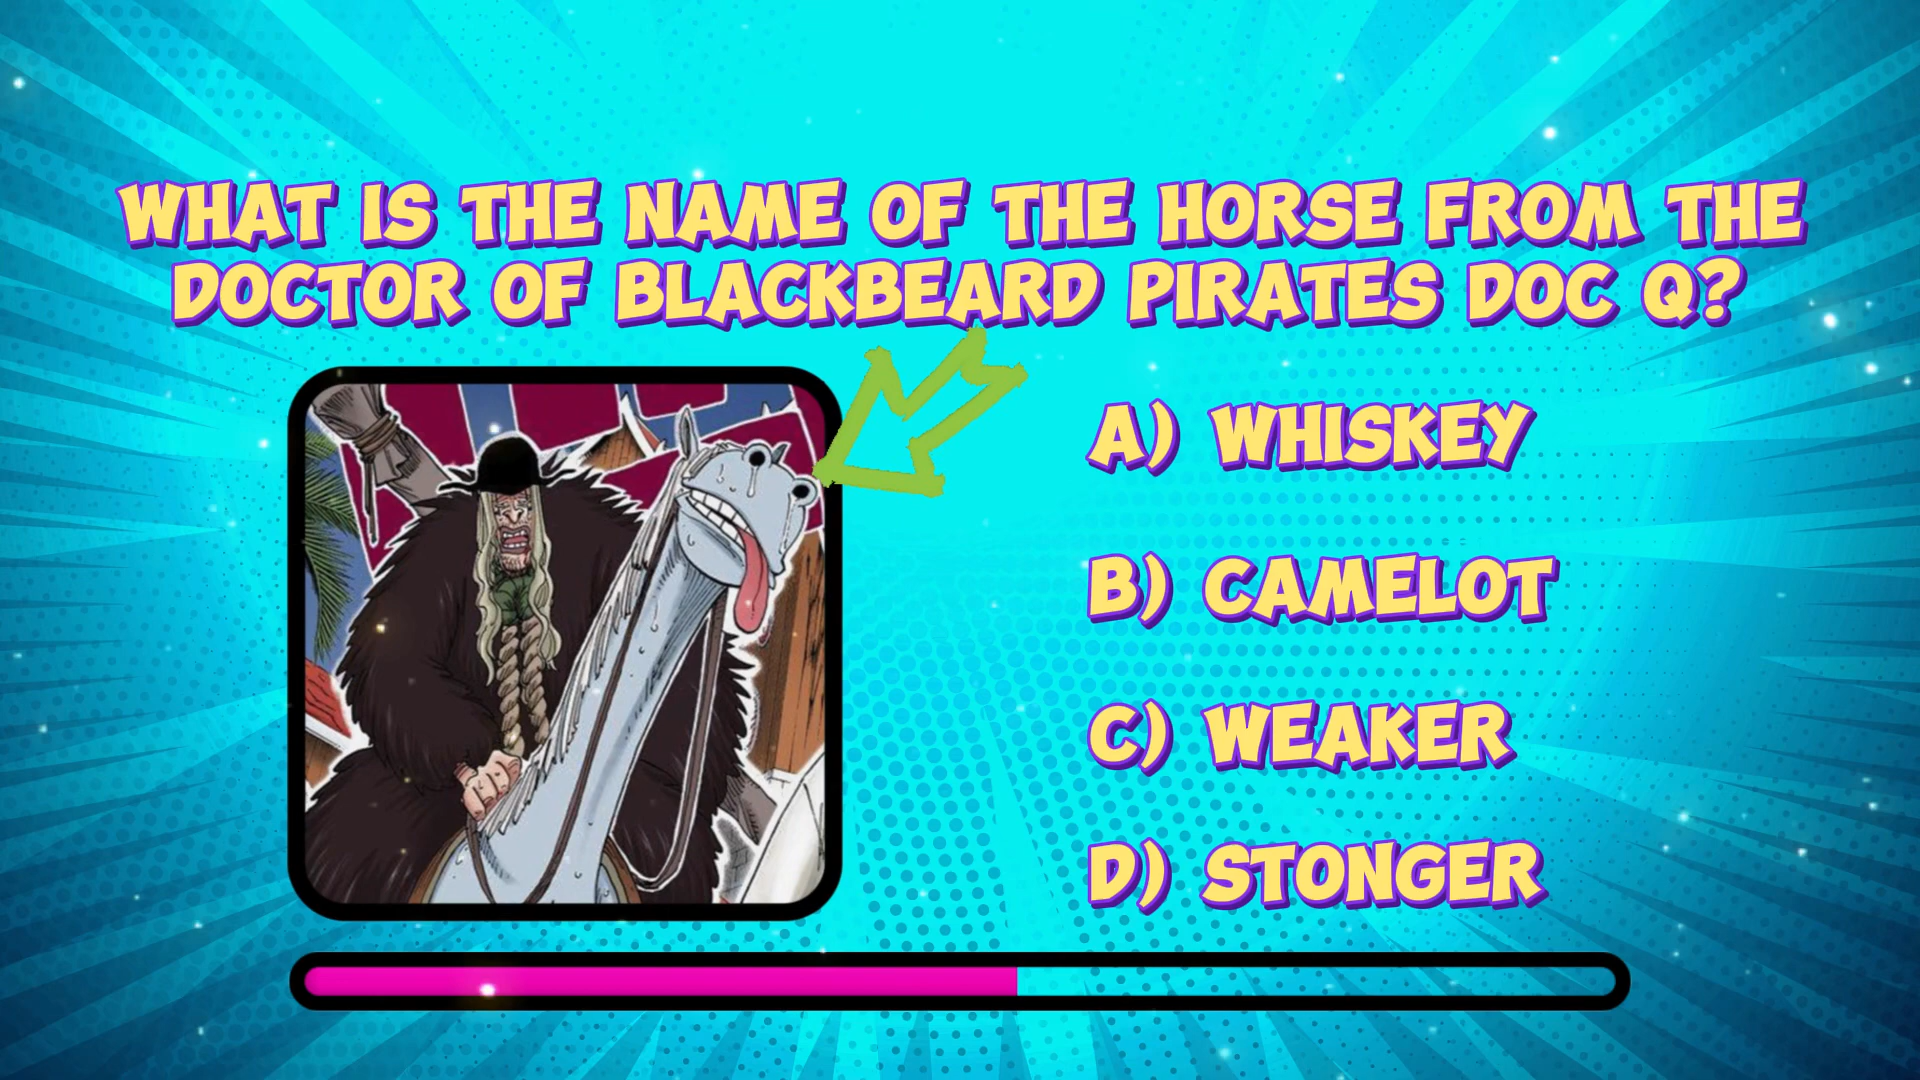 WHAT IS THE NAME OF THE HORSE FROM THE
DOCTOR OF BLACKBEARD PIRATES DOC Q?
A) WHISKEY
B) CAMELOT
C) WEAKER
D) STONGER